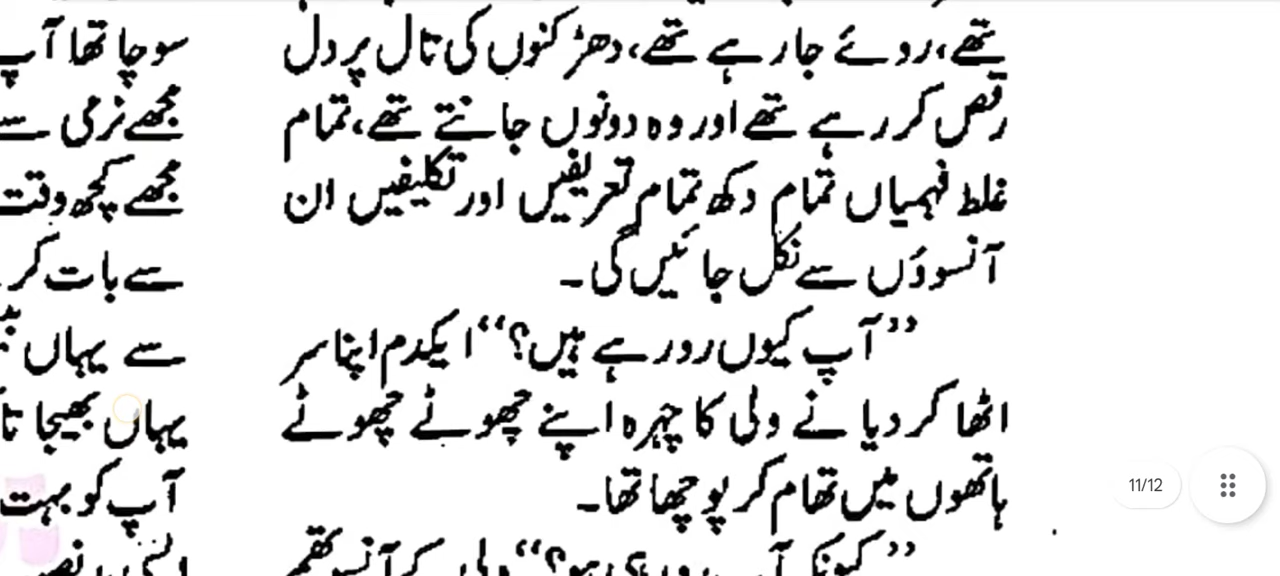 تھے، روئے جا رہے تھے، دھڑکنوں کی تال پر دل
رقص کر رہے تھے اور وہ دونوں جانتے تھے، تمام
غلط فہمیاں تمام دکھ تمام تعریفیں اور تکلیفیں ان
آنسوؤں سے نکل جائیں گی۔
’’آپ کیوں رو رہے ہیں؟‘‘ ایکدم اپنا سر
اٹھا کر دیا نے ولی کا چہرہ اپنے چھوٹے چھوٹے
ہاتھوں میں تھام کر پوچھا تھا۔
سوچا تھا آپ
مجھے نرمی سے
مجھے کچھ وقت
سے بات کر
سے یہاں
یہاں بھیجا تا
آپ کو بہت
11/12